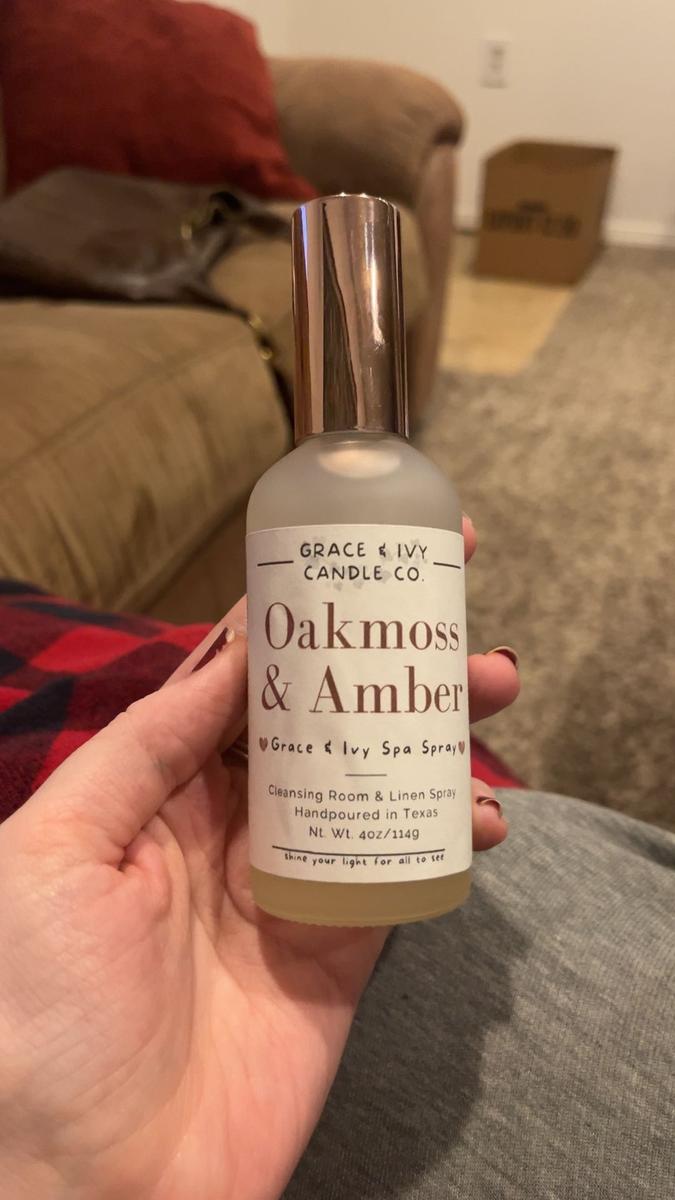 GRACE & IVY
CANDLE CO.
Oakmoss
& Amber
Grace & Ivy Spa Spray
Cleansing Room & Linen Spray
Handpoured in Texas
Nt. Wt. 4oz/114g
shine your light for all to see